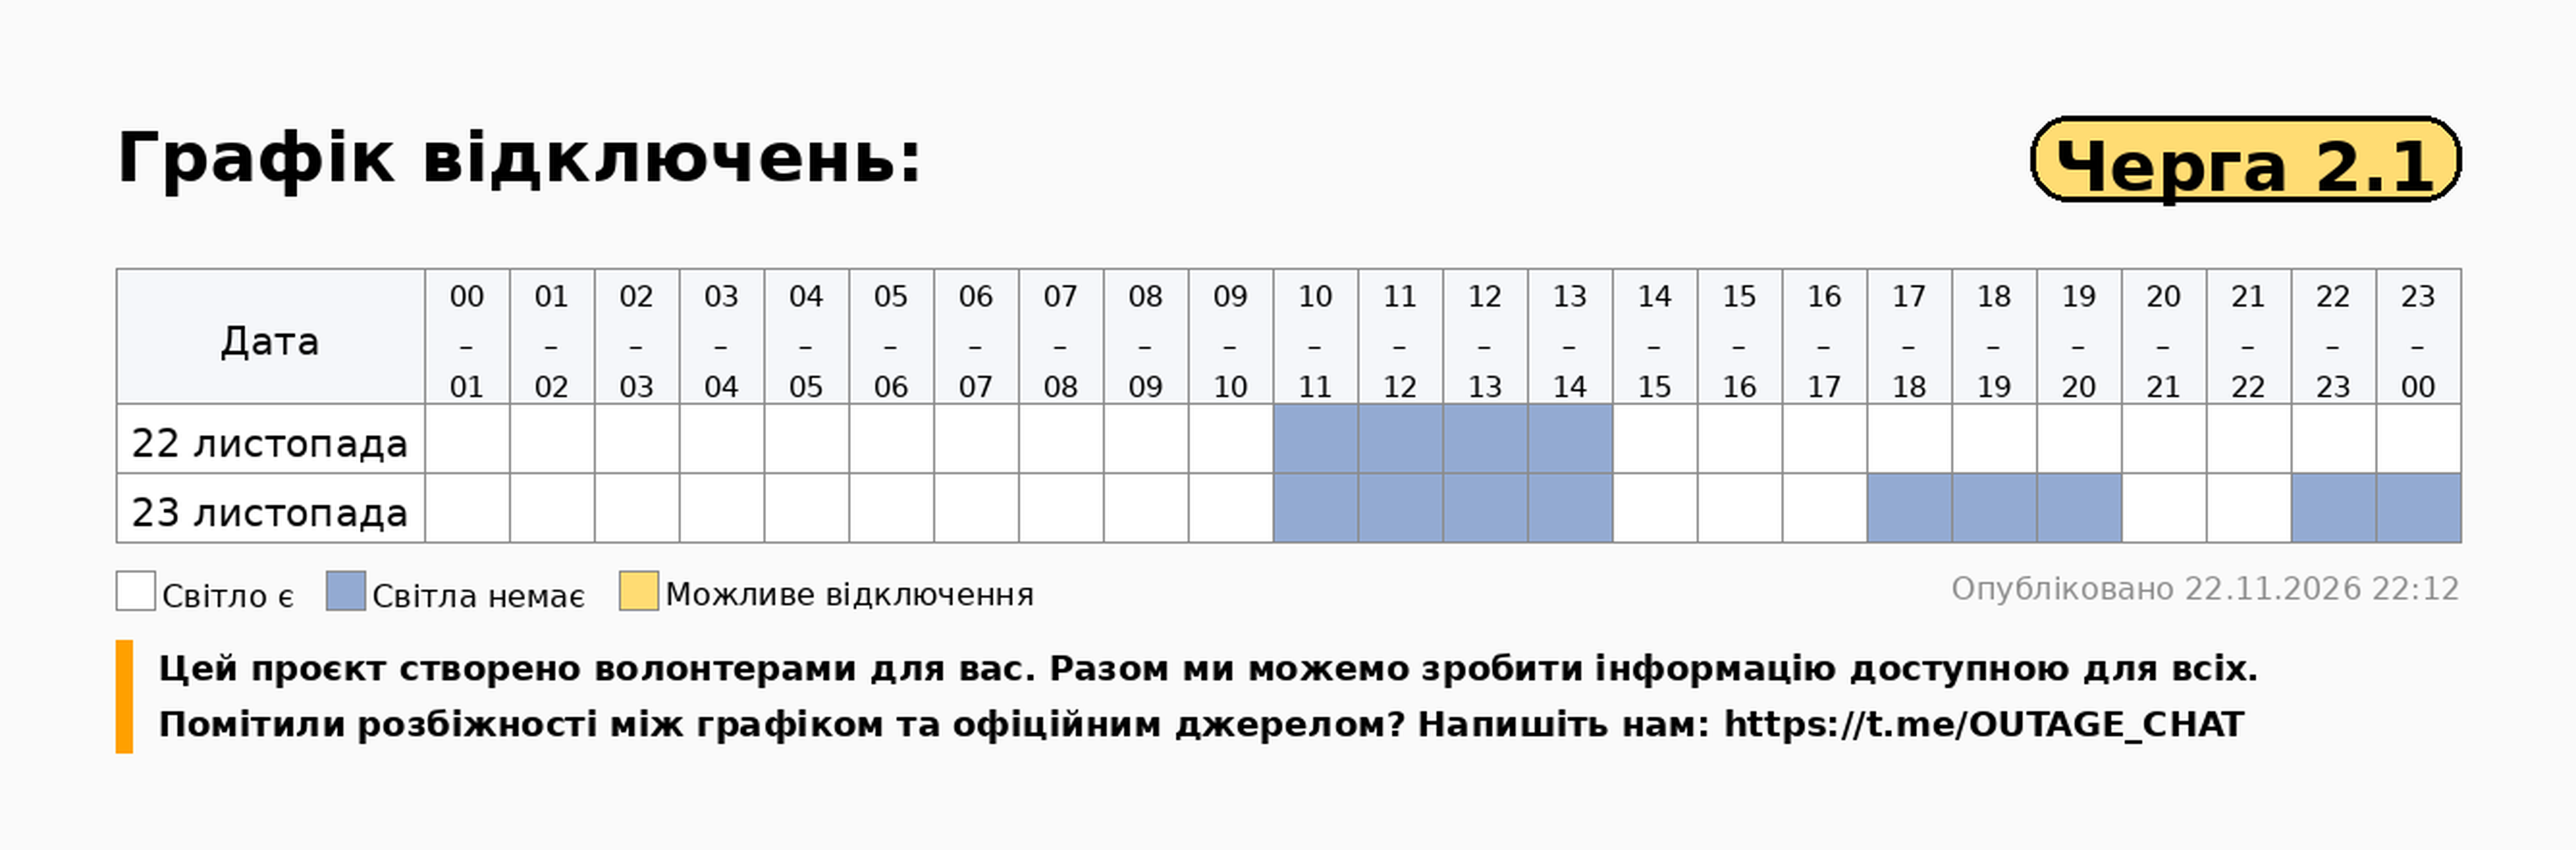 Графік відключень:
Черга 2.1
Дата 00–01 01–02 02–03 03–04 04–05 05–06 06–07 07–08 08–09 09–10 10–11 11–12 12–13 13–14 14–15 15–16 16–17 17–18 18–19 19–20 20–21 21–22 22–23 23–00
22 листопада
23 листопада
Світло є Світла немає Можливе відключення
Опубліковано 22.11.2026 22:12
Цей проєкт створено волонтерами для вас. Разом ми можемо зробити інформацію доступною для всіх.
Помітили розбіжності між графіком та офіційним джерелом? Напишіть нам: https://t.me/OUTAGE_CHAT